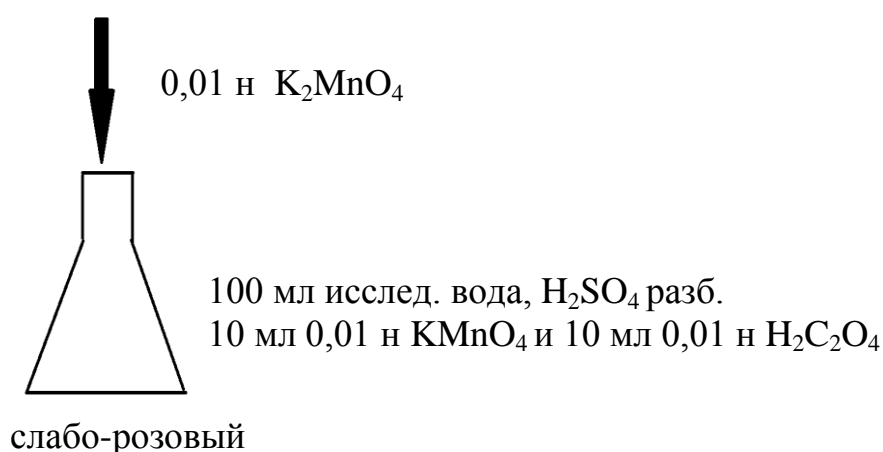 0,01 н K₂MnO₄
100 мл исслед. вода, H₂SO₄ разб.
10 мл 0,01 н KMnO₄ и 10 мл 0,01 н H₂C₂O₄
слабо-розовый